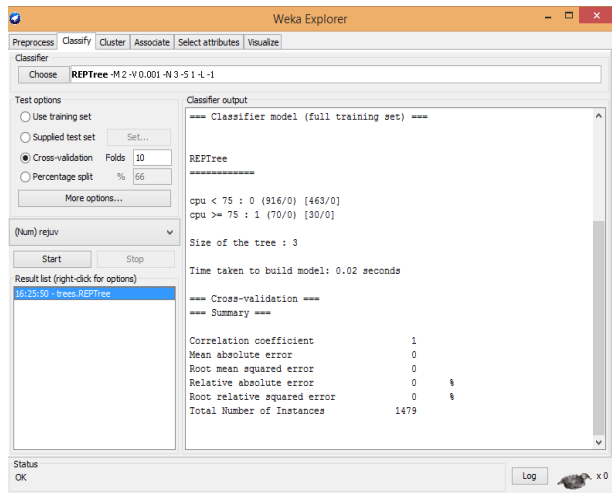 Weka Explorer
Preprocess Classify Cluster Associate Select attributes Visualize
Classifier
Choose REPTree -M 2 -V 0.001 -N 3 -S 1 -L -1
Test options
Use training set
Supplied test set Set...
Cross-validation Folds 10
Percentage split % 66
More options...
(Num) rejuv
Start Stop
Result list (right-click for options)
16:25:50 - trees.REPTree
Classifier output
=== Classifier model (full training set) ===
REPTree
============
cpu < 75 : 0 (916/0) [463/0]
cpu >= 75 : 1 (70/0) [30/0]
Size of the tree : 3
Time taken to build model: 0.02 seconds
=== Cross-validation ===
=== Summary ===
Correlation coefficient 1
Mean absolute error 0
Root mean squared error 0
Relative absolute error 0 %
Root relative squared error 0 %
Total Number of Instances 1479
Status
OK
Log
x 0